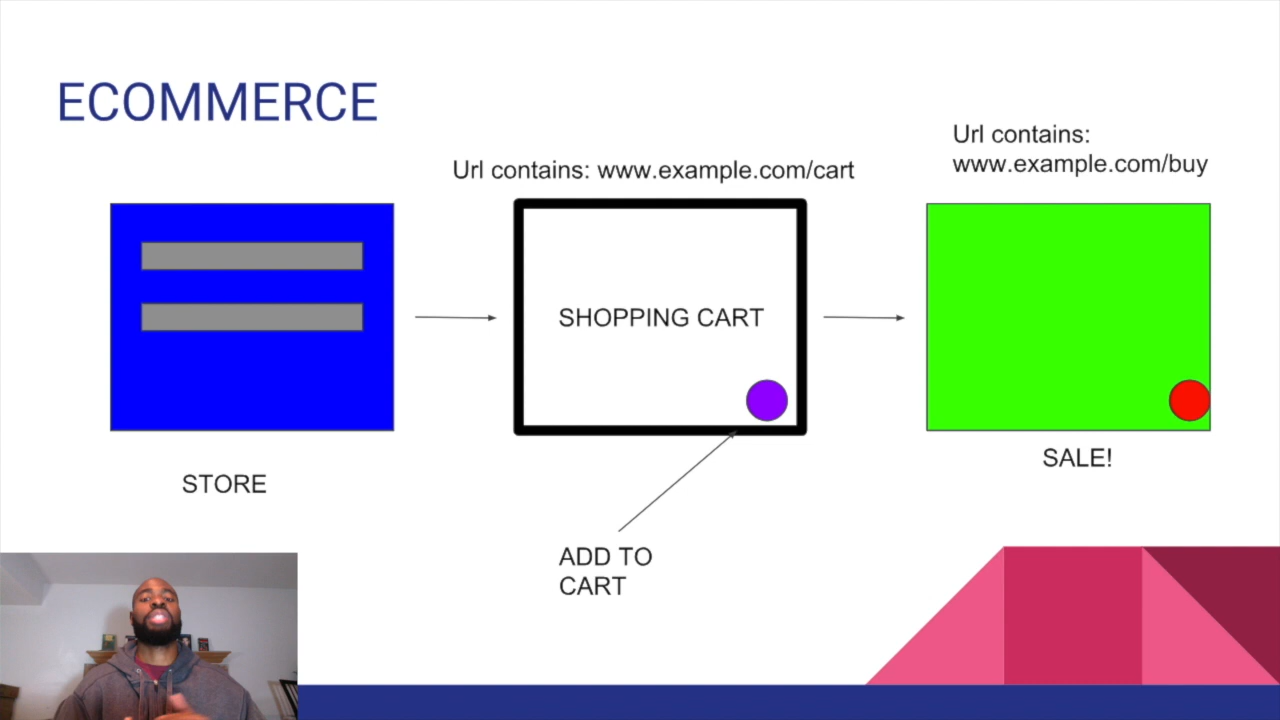 ECOMMERCE
Url contains: www.example.com/cart
Url contains:
www.example.com/buy
SHOPPING CART
STORE
SALE!
ADD TO
CART